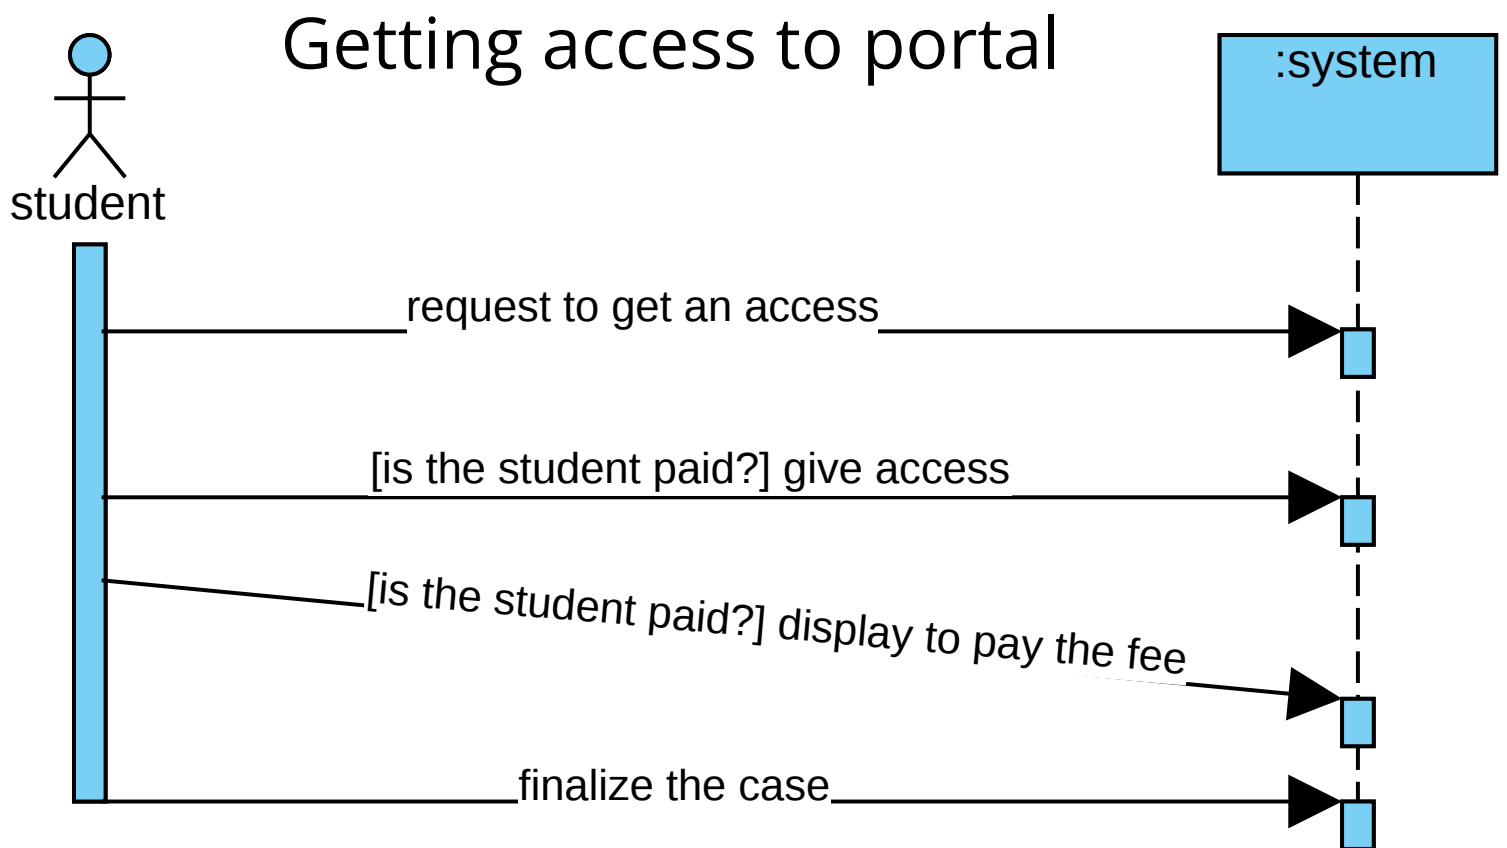 Getting access to portal
:system
student
request to get an access
[is the student paid?] give access
[is the student paid?] display to pay the fee
finalize the case